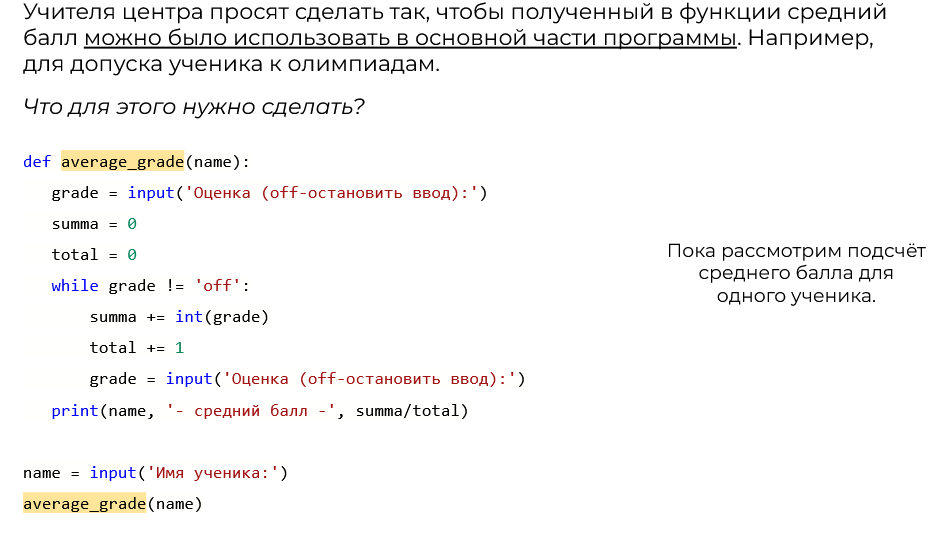 Учителя центра просят сделать так, чтобы полученный в функции средний
балл можно было использовать в основной части программы. Например,
для допуска ученика к олимпиадам.
Что для этого нужно сделать?
def average_grade(name):
   grade = input('Оценка (off-остановить ввод):')
   summa = 0
   total = 0
   while grade != 'off':
       summa += int(grade)
       total += 1
       grade = input('Оценка (off-остановить ввод):')
   print(name, '- средний балл -', summa/total)
name = input('Имя ученика:')
average_grade(name)
Пока рассмотрим подсчёт
среднего балла для
одного ученика.